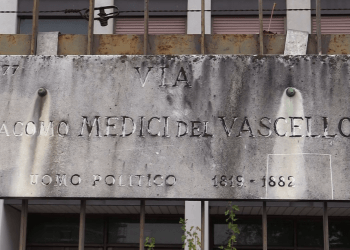 VIA
ACOMO MEDICI DEL VASCELLO
UOMO POLITICO 1819-1882